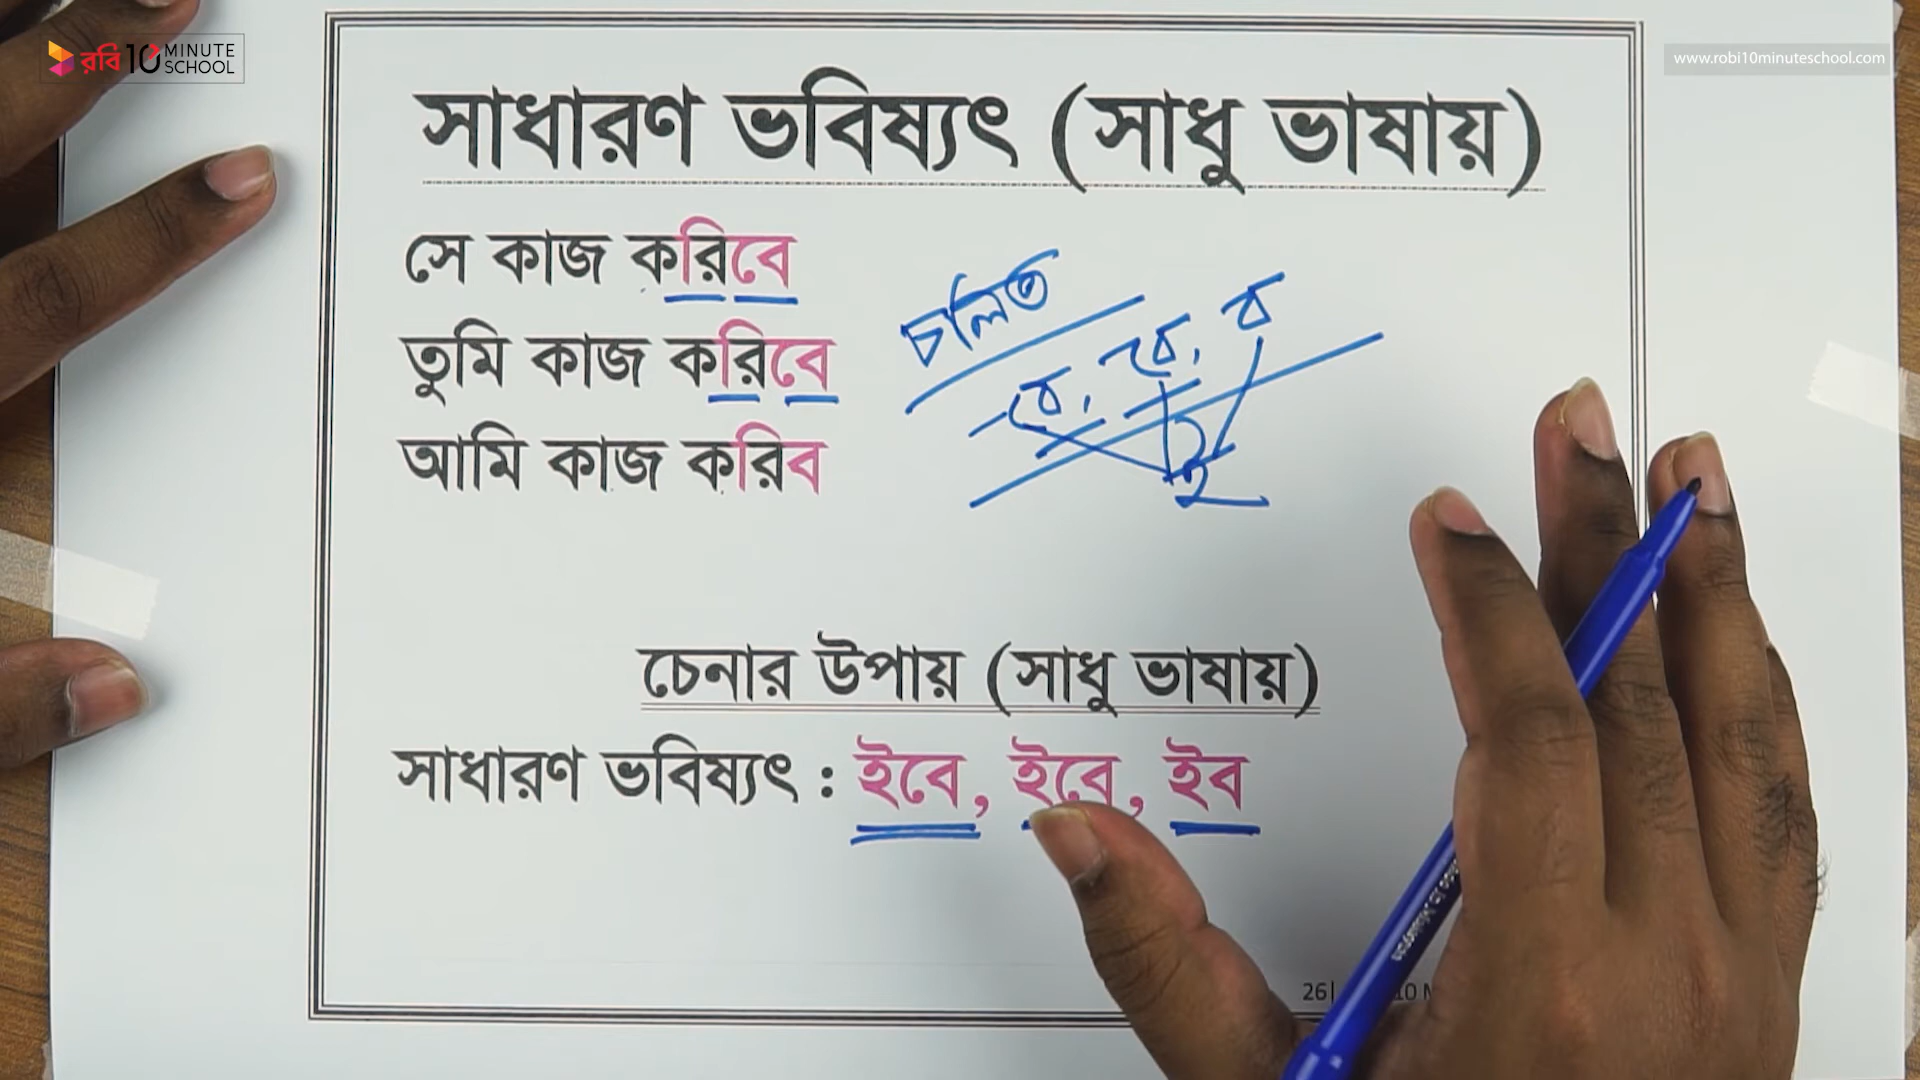 রবি 10 MINUTE SCHOOL
www.robi10minuteschool.com
সাধারণ ভবিষ্যৎ (সাধু ভাষায়)
সে কাজ করিবে
তুমি কাজ করিবে
আমি কাজ করিব
চলিত
বে, বে, ব
ই
চেনার উপায় (সাধু ভাষায়)
সাধারণ ভবিষ্যৎ : ইবে, ইবে, ইব
26| 10